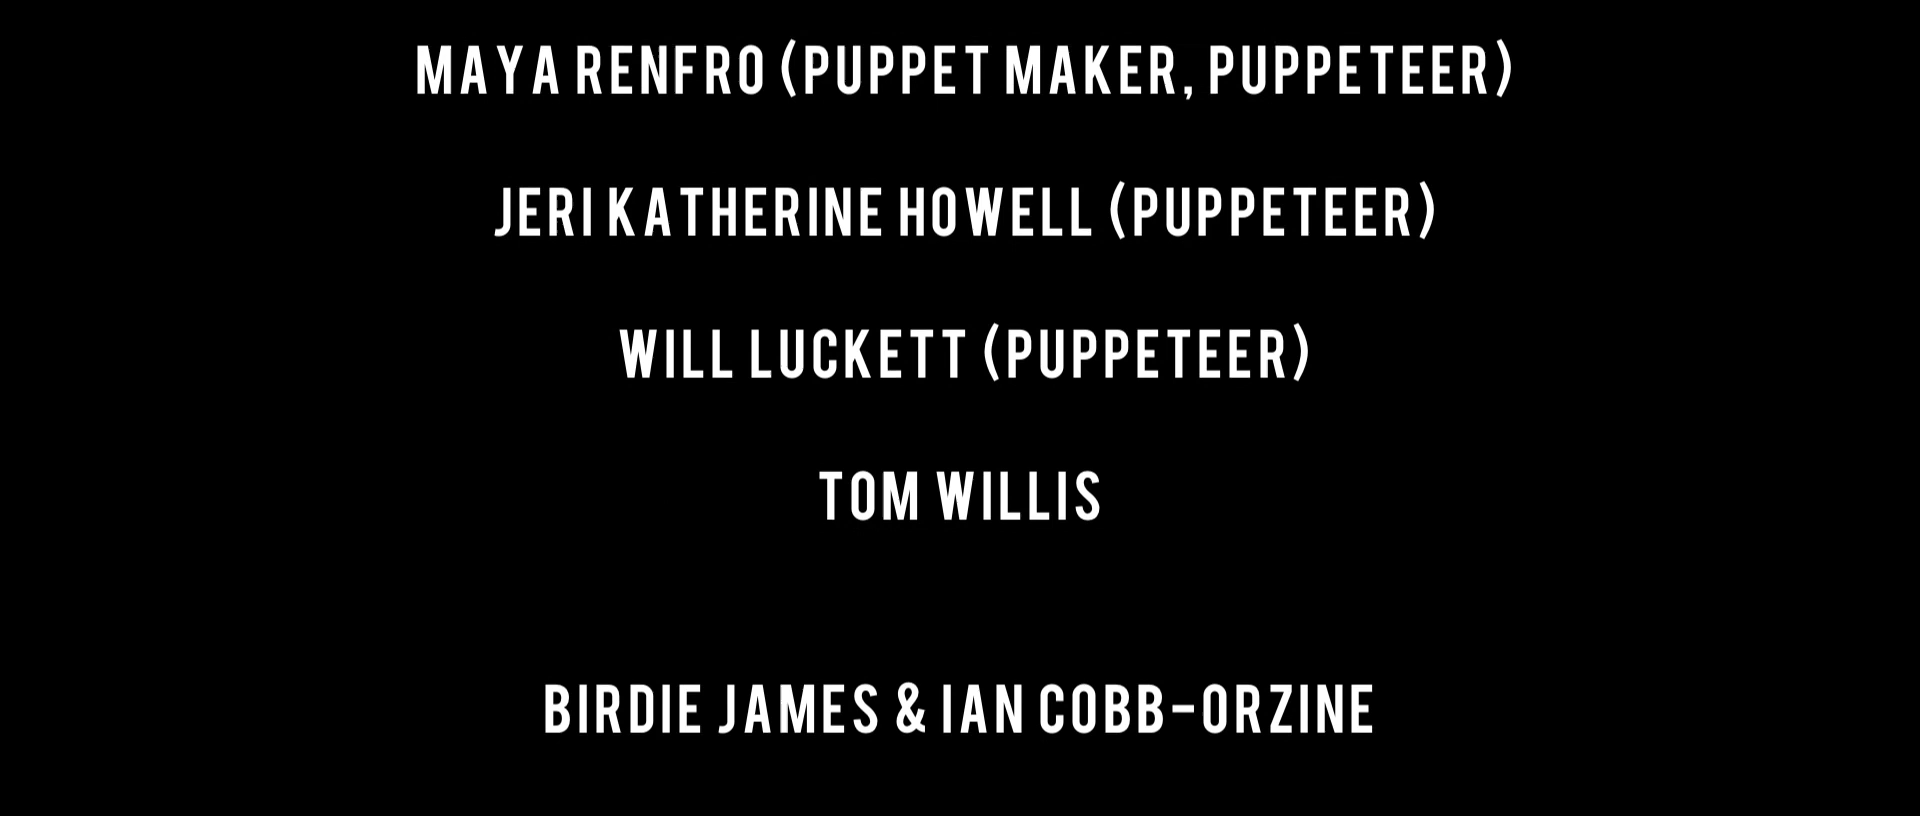 MAYA RENFRO (PUPPET MAKER, PUPPETEER)
JERI KATHERINE HOWELL (PUPPETEER)
WILL LUCKETT (PUPPETEER)
TOM WILLIS
BIRDIE JAMES & IAN COBB-ORZINE